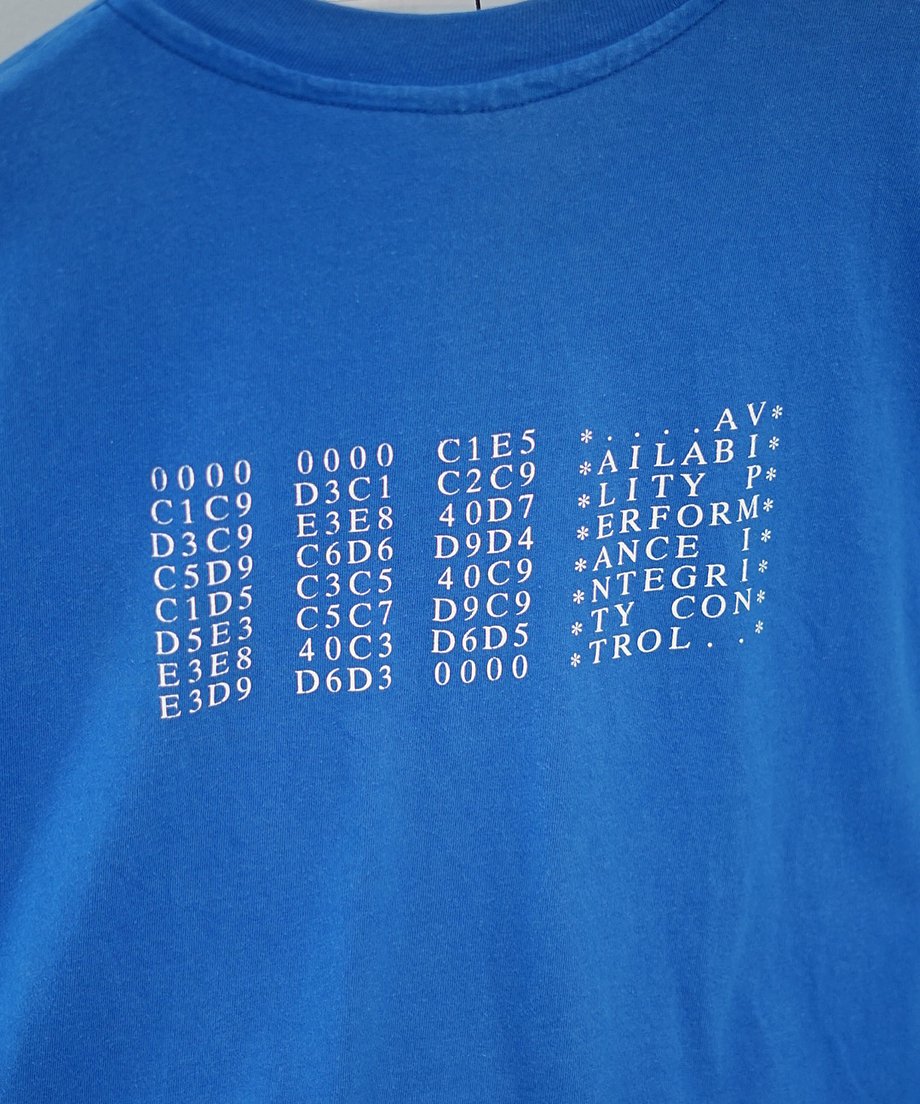 0000 0000 C1E5 *....AV*
C1C9 D3C1 C2C9 *AILABI*
D3C9 E3E8 40D7 *LITY P*
C5D9 C6D6 D9D4 *ERFORM*
C1D5 C3C5 40C9 *ANCE I*
D5E3 C5C7 D9C9 *NTEGRI*
E3E8 40C3 D6D5 *TY CON*
E3D9 D6D3 0000 *TROL..*